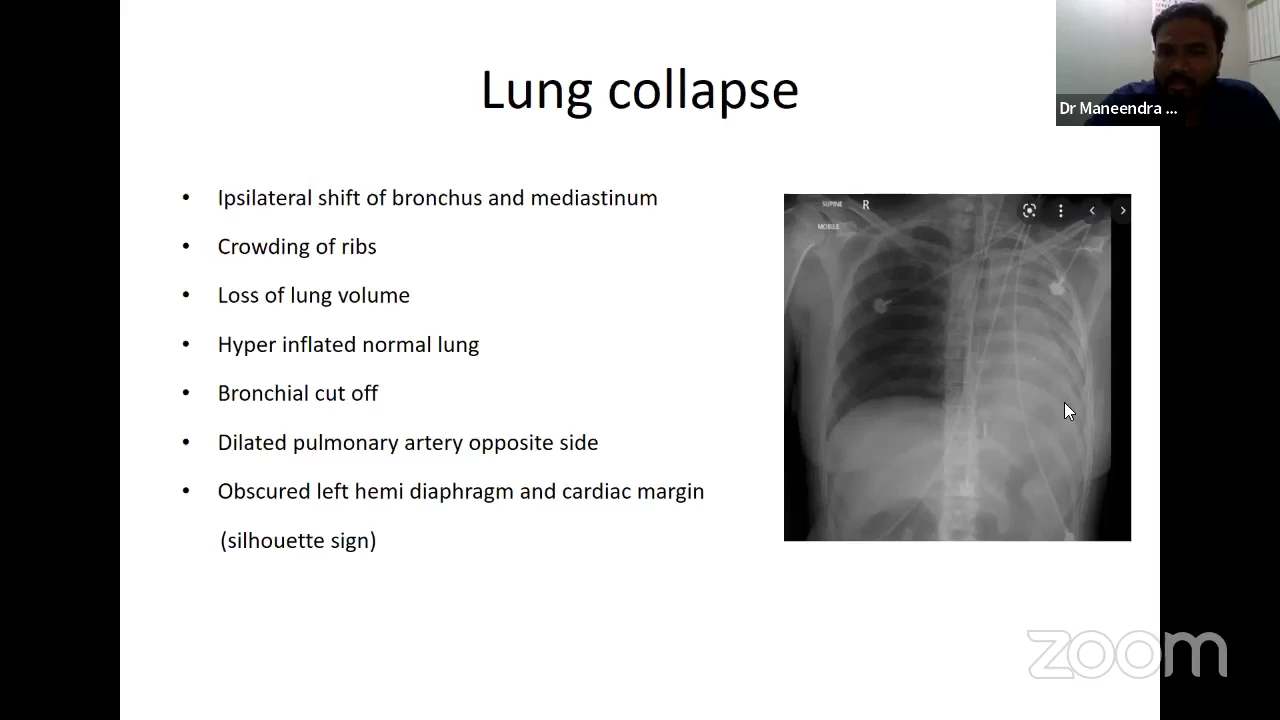 Lung collapse
Dr Maneendra ...
• Ipsilateral shift of bronchus and mediastinum
• Crowding of ribs
• Loss of lung volume
• Hyper inflated normal lung
• Bronchial cut off
• Dilated pulmonary artery opposite side
• Obscured left hemi diaphragm and cardiac margin
(silhouette sign)
SUPINE R
MOBILE
zoom